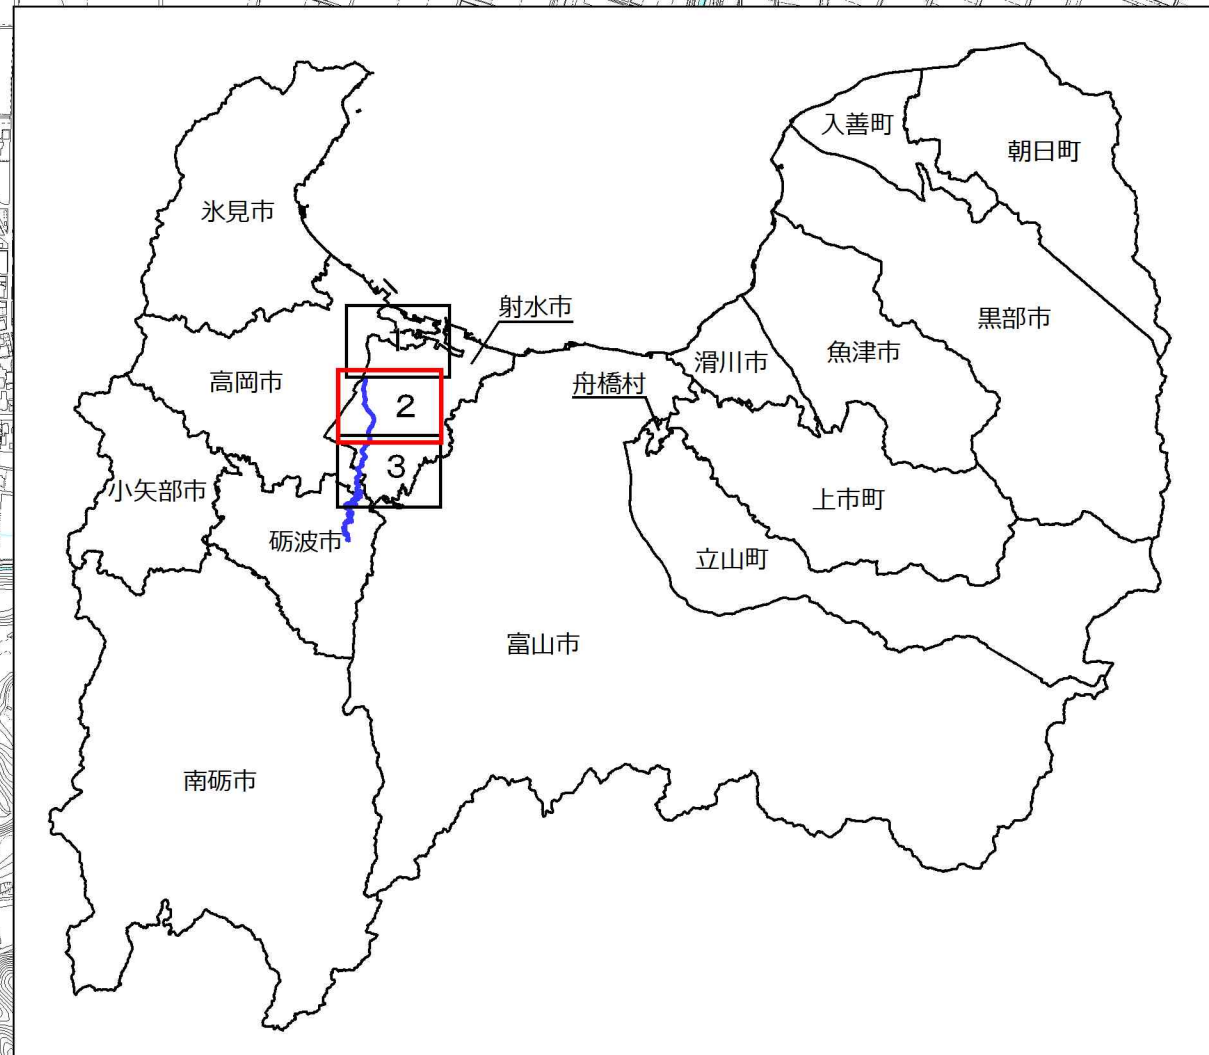 入善町
朝日町
氷見市
射水市
黒部市
1
魚津市
滑川市
高岡市
舟橋村
2
3
小矢部市
上市町
砺波市
立山町
富山市
南砺市